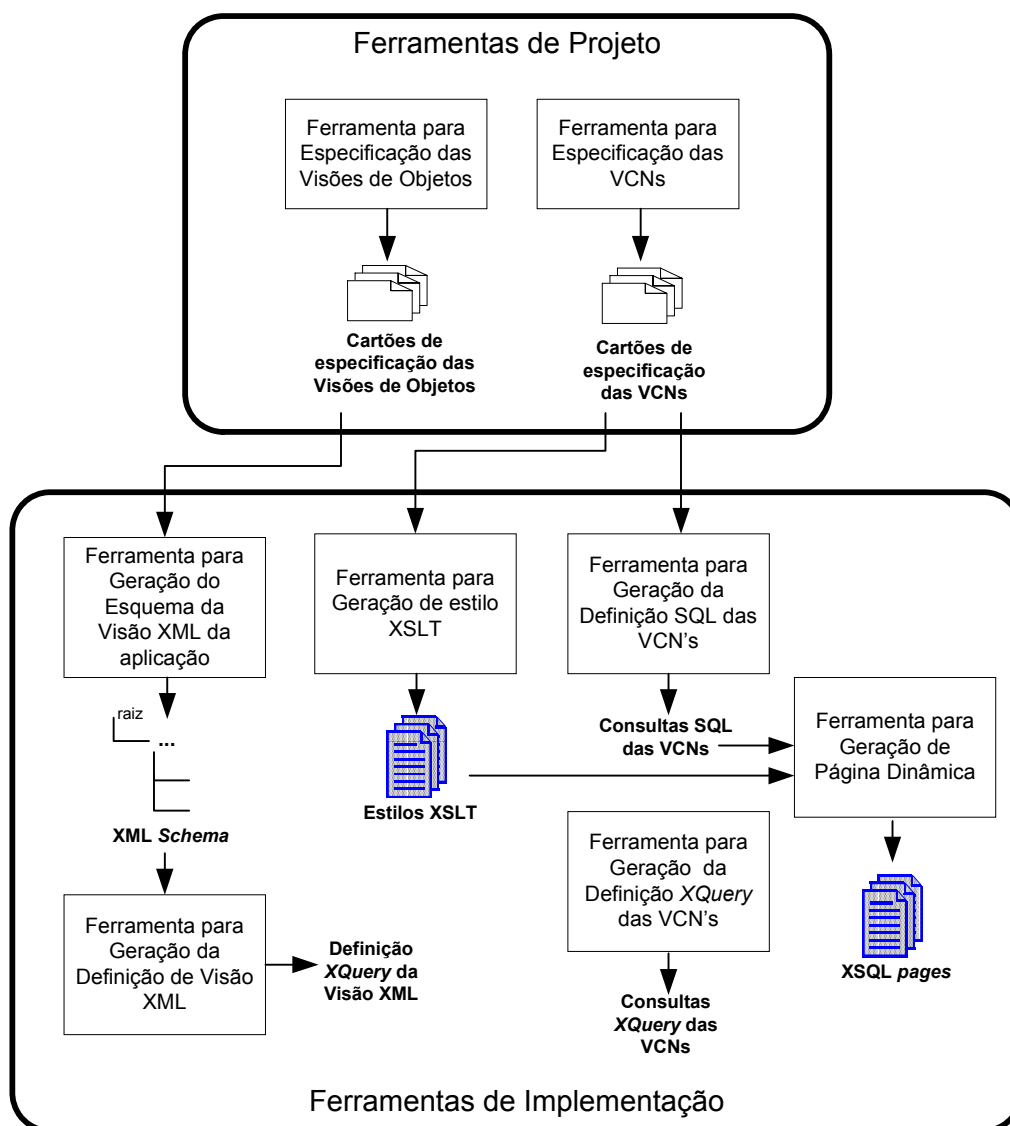 Ferramentas de Projeto
Ferramenta para
Especificação das
Visões de Objetos
Ferramenta para
Especificação das
VCNs
Cartões de
especificação das
Visões de Objetos
Cartões de
especificação
das VCNs
Ferramenta para
Geração do
Esquema da
Visão XML da
aplicação
Ferramenta para
Geração de estilo
XSLT
Ferramenta para
Geração da
Definição SQL das
VCN's
raiz
...
XML Schema
Estilos XSLT
Consultas SQL
das VCNs
Ferramenta para
Geração de
Página Dinâmica
Ferramenta para
Geração da
Definição de Visão
XML
Definição
XQuery da
Visão XML
Ferramenta para
Geração da
Definição XQuery
das VCN's
Consultas
XQuery das
VCNs
XSQL pages
Ferramentas de Implementação